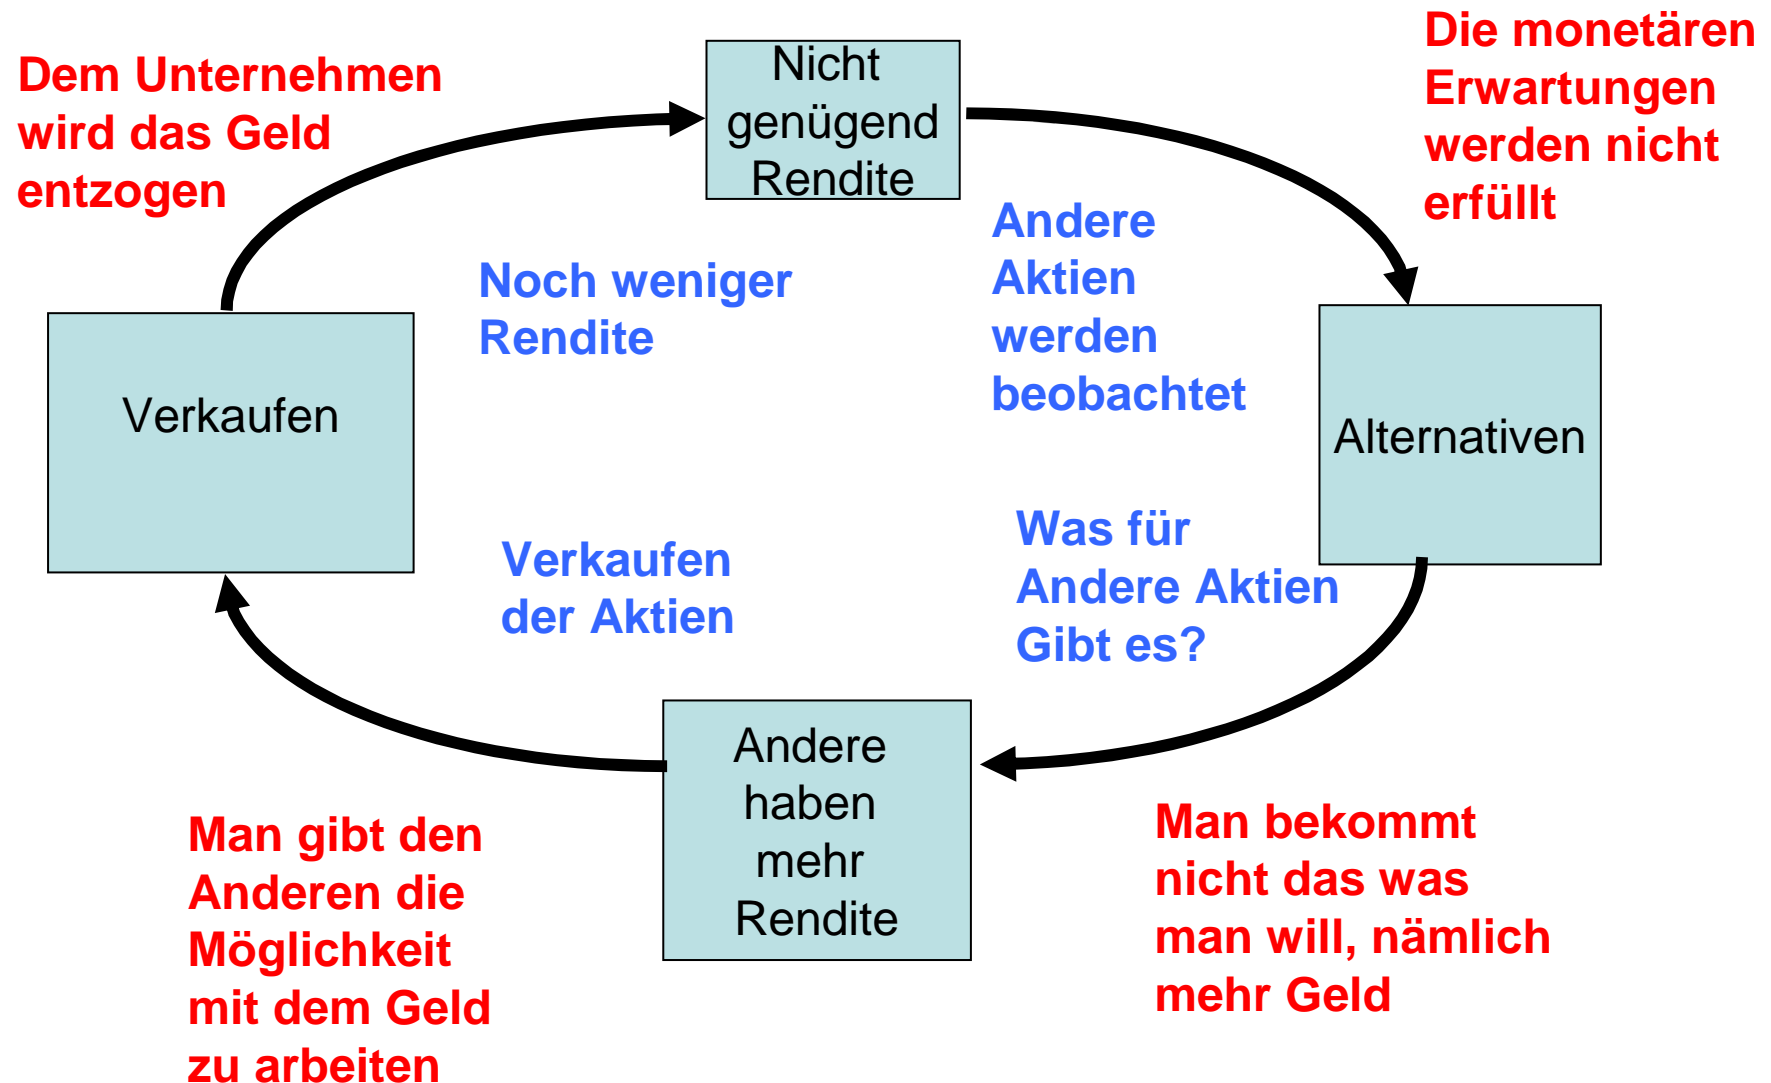 Dem Unternehmen
wird das Geld
entzogen
Nicht
genügend
Rendite
Die monetären
Erwartungen
werden nicht
erfüllt
Noch weniger
Rendite
Andere
Aktien
werden
beobachtet
Verkaufen
Alternativen
Verkaufen
der Aktien
Was für
Andere Aktien
Gibt es?
Andere
haben
mehr
Rendite
Man gibt den
Anderen die
Möglichkeit
mit dem Geld
zu arbeiten
Man bekommt
nicht das was
man will, nämlich
mehr Geld